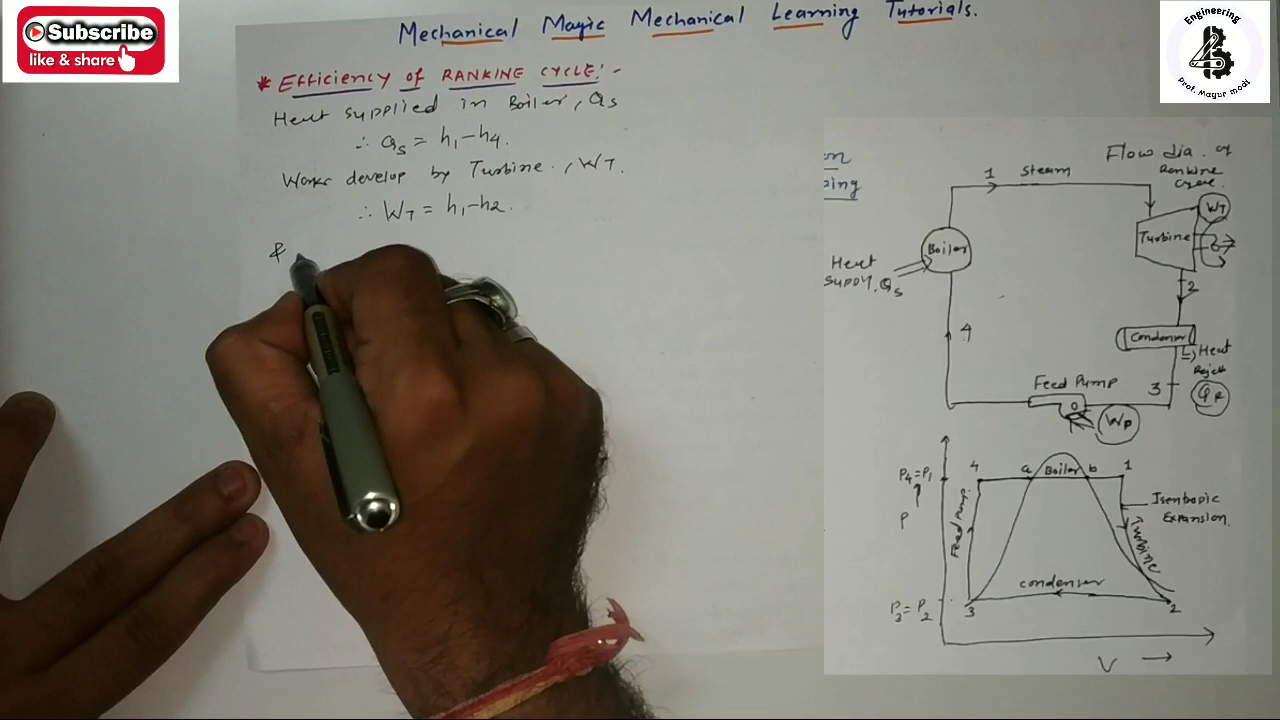 Subscribe
like & share
Mechanical Magic Mechanical Learning Tutorials.
Engineering
Prof. Mayur modi
* Efficiency of RANKINE CYCLE:-
Heat supplied in Boiler, Qs
∴ Qs = h1-h4.
Works develop by Turbine., WT.
∴ WT = h1-h2.
&
Flow dia. of
Rankine
Cycle.
1 Steam
WT
Turbine
Boiler
Heat
Supply, Qs
2
Condenser
Heat
Reject
QR
4
Feed Pump
3
Wp
P4=P1
4 a Boiler b 1
P
Feed Pump.
Isentropic
Expansion.
Turbine
condenser
P3=P2
3 2
V